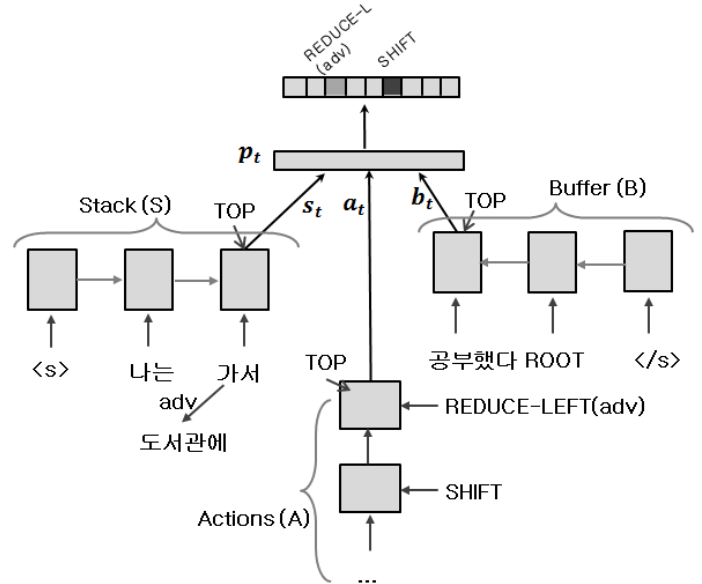 REDUCE-L
(adv)
SHIFT
p_t
Stack (S)
TOP
s_t
a_t
b_t
TOP
Buffer (B)
<s>
나는
가서
adv
도서관에
공부했다 ROOT
</s>
TOP
REDUCE-LEFT(adv)
SHIFT
Actions (A)
...